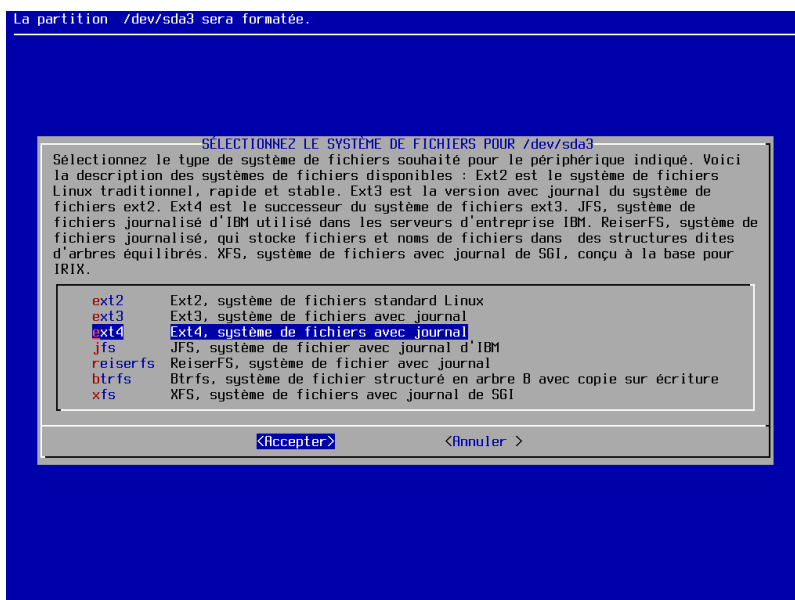 La partition  /dev/sda3 sera formatée.
SÉLECTIONNEZ LE SYSTÈME DE FICHIERS POUR /dev/sda3
Sélectionnez le type de système de fichiers souhaité pour le périphérique indiqué. Voici
la description des systèmes de fichiers disponibles : Ext2 est le système de fichiers
Linux traditionnel, rapide et stable. Ext3 est la version avec journal du système de
fichiers ext2. Ext4 est le successeur du système de fichiers ext3. JFS, système de
fichiers journalisé d'IBM utilisé dans les serveurs d'entreprise IBM. ReiserFS, système de
fichiers journalisé, qui stocke fichiers et noms de fichiers dans  des structures dites
d'arbres équilibrés. XFS, système de fichiers avec journal de SGI, conçu à la base pour
IRIX.
ext2 Ext2, système de fichiers standard Linux
ext3 Ext3, système de fichiers avec journal
ext4 Ext4, système de fichiers avec journal
jfs JFS, système de fichier avec journal d'IBM
reiserfs ReiserFS, système de fichier avec journal
btrfs Btrfs, système de fichier structuré en arbre B avec copie sur écriture
xfs XFS, système de fichiers avec journal de SGI
<Accepter> <Annuler >